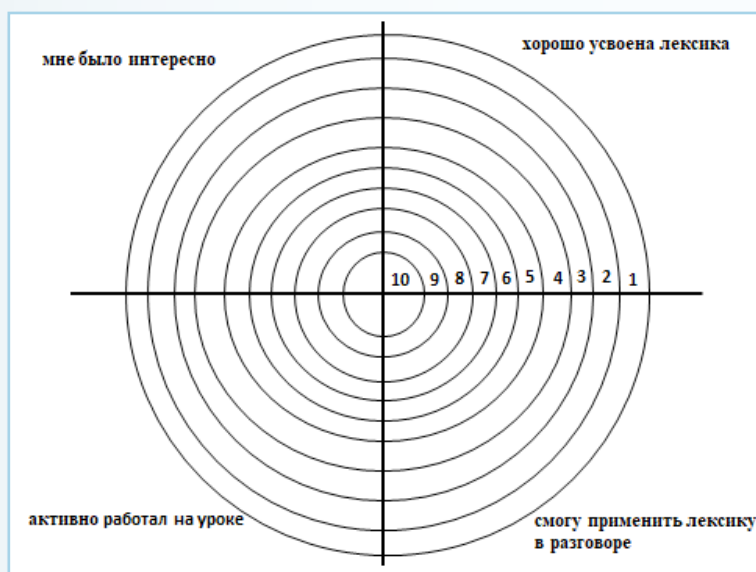 хорошо усвоена лексика
мне было интересно
10 9 8 7 6 5 4 3 2 1
активно работал на уроке
смогу применить лексику
в разговоре